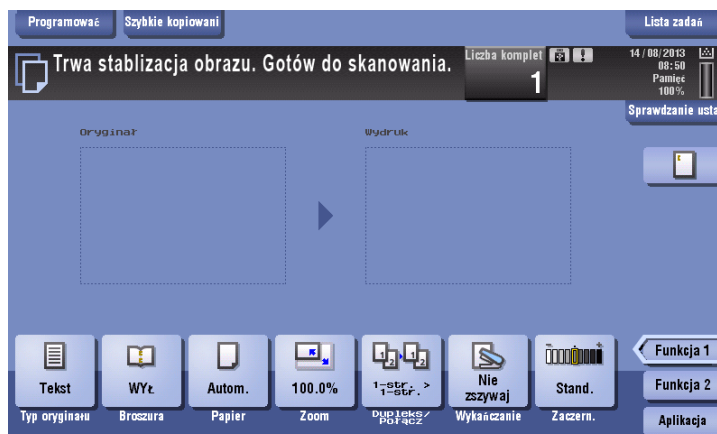 Programować
Szybkie kopiowani
Lista zadań
Trwa stablizacja obrazu. Gotów do skanowania.
Liczba komplet
1
14/08/2013
08:50
Pamięć
100%
Sprawdzanie usta
Oryginał
Wydruk
Tekst
WYŁ
Autom.
100.0%
1-str. >
1-str.
Nie
zszywaj
Stand.
Typ oryginału
Broszura
Papier
Zoom
Dupleks/
Połącz
Wykańczanie
Zaczern.
Funkcja 1
Funkcja 2
Aplikacja